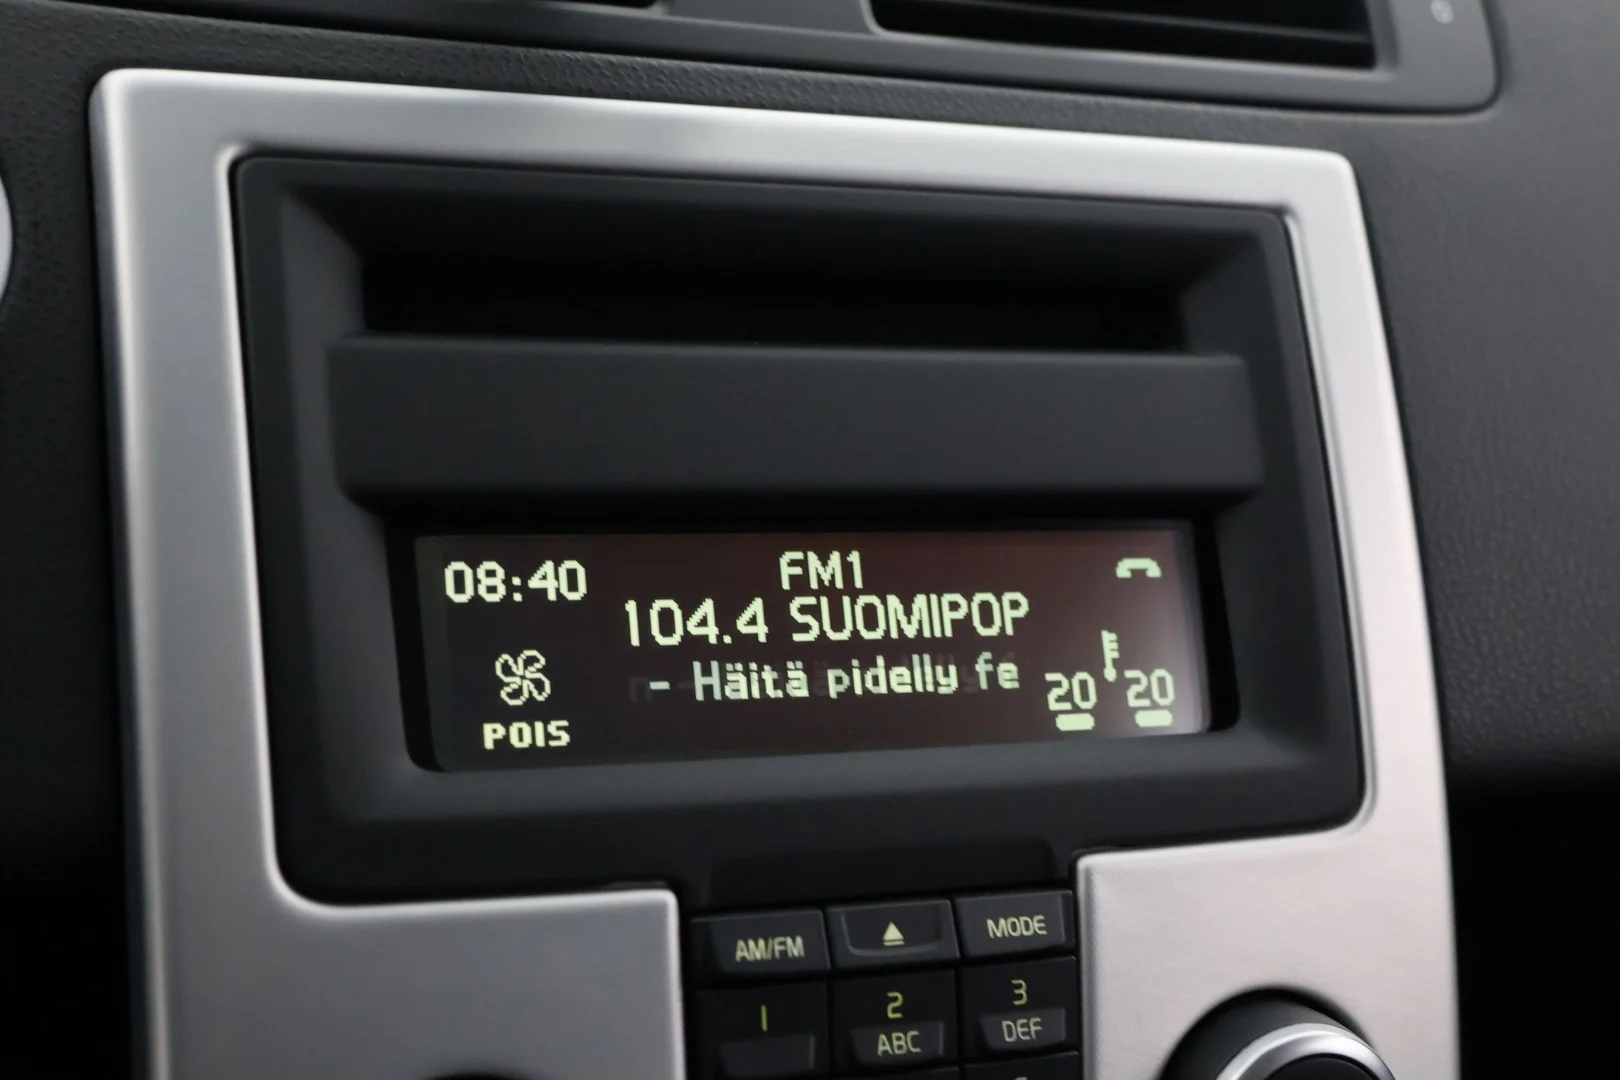 08:40
FM1
104.4 SUOMIPOP
- Häitä pidelly fe
20 20
POIS
AM/FM
MODE
1
2
3
ABC
DEF